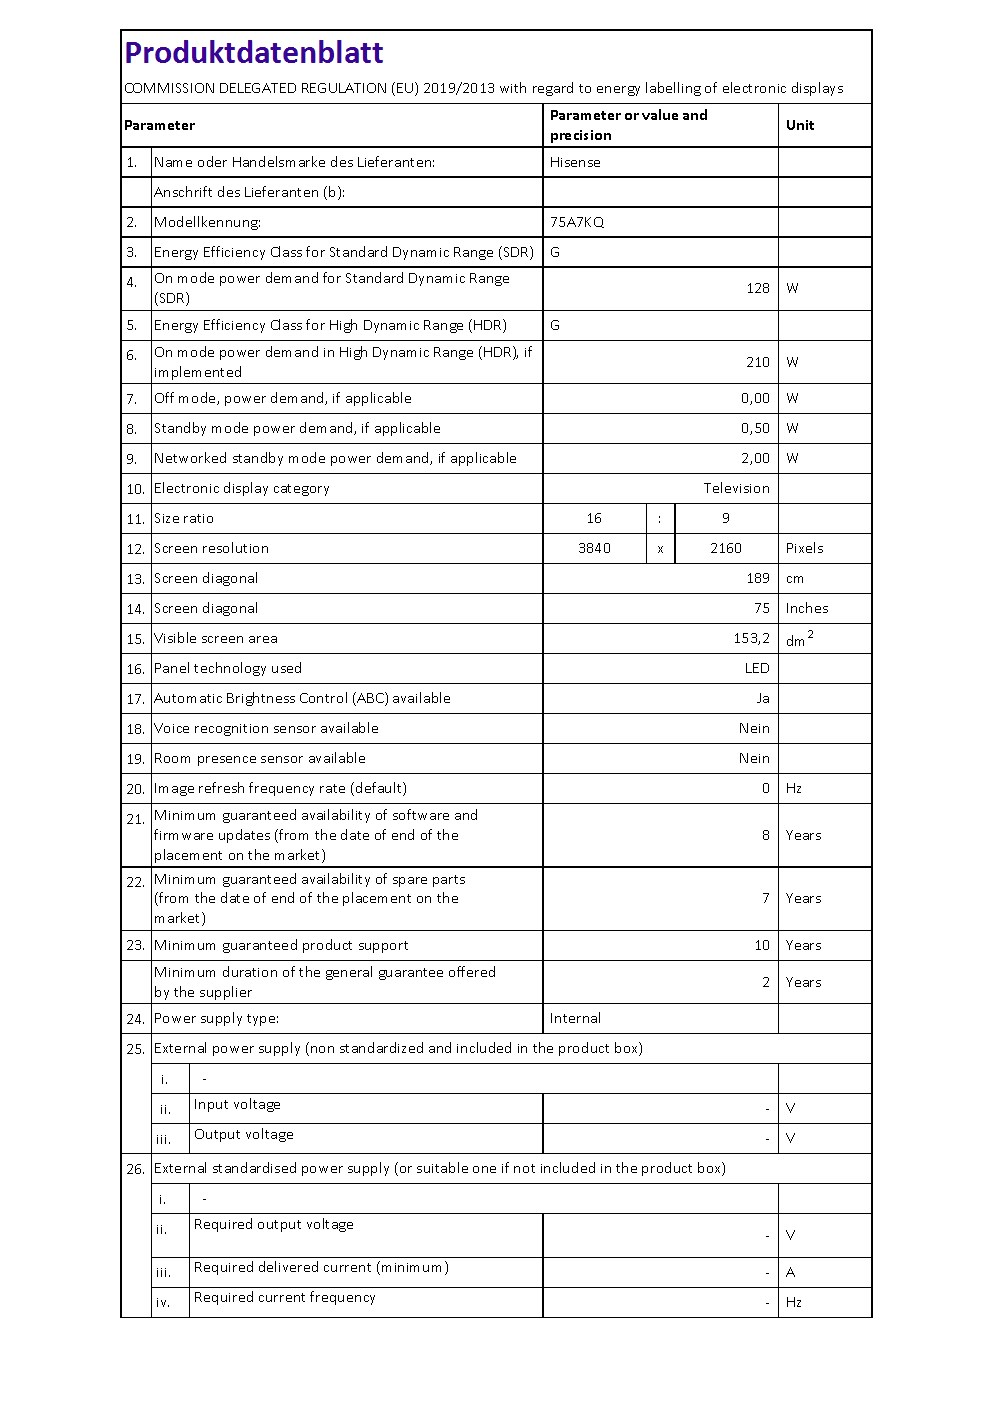 Produktdatenblatt
COMMISSION DELEGATED REGULATION (EU) 2019/2013 with regard to energy labelling of electronic displays
Parameter
Parameter or value and
precision
Unit
1. Name oder Handelsmarke des Lieferanten: Hisense
Anschrift des Lieferanten (b):
2. Modellkennung: 75A7KQ
3. Energy Efficiency Class for Standard Dynamic Range (SDR) G
4. On mode power demand for Standard Dynamic Range
(SDR)
128 W
5. Energy Efficiency Class for High Dynamic Range (HDR) G
6. On mode power demand in High Dynamic Range (HDR), if
implemented
210 W
7. Off mode, power demand, if applicable 0,00 W
8. Standby mode power demand, if applicable 0,50 W
9. Networked standby mode power demand, if applicable 2,00 W
10. Electronic display category Television
11. Size ratio 16 : 9
12. Screen resolution 3840 x 2160 Pixels
13. Screen diagonal 189 cm
14. Screen diagonal 75 Inches
15. Visible screen area 153,2 dm²
16. Panel technology used LED
17. Automatic Brightness Control (ABC) available Ja
18. Voice recognition sensor available Nein
19. Room presence sensor available Nein
20. Image refresh frequency rate (default) 0 Hz
21. Minimum guaranteed availability of software and
firmware updates (from the date of end of the
placement on the market)
8 Years
22. Minimum guaranteed availability of spare parts
(from the date of end of the placement on the
market)
7 Years
23. Minimum guaranteed product support 10 Years
Minimum duration of the general guarantee offered
by the supplier
2 Years
24. Power supply type: Internal
25. External power supply (non standardized and included in the product box)
i. -
ii. Input voltage - V
iii. Output voltage - V
26. External standardised power supply (or suitable one if not included in the product box)
i. -
ii. Required output voltage - V
iii. Required delivered current (minimum) - A
iv. Required current frequency - Hz